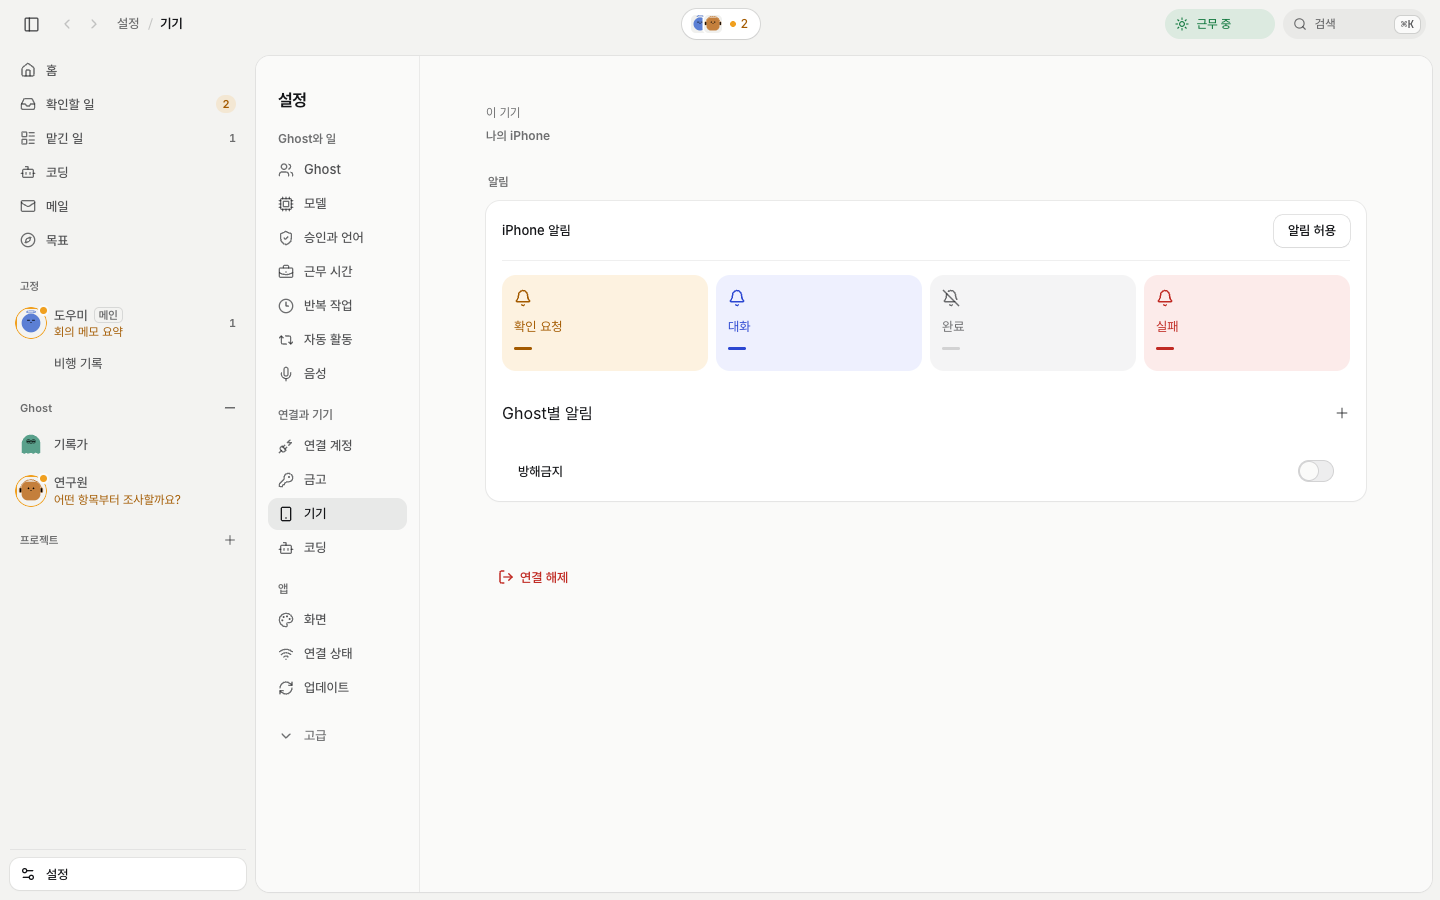 설정 / 기기
2
근무 중
검색
⌘K
홈
확인할 일 2
맡긴 일 1
코딩
메일
목표
고정
도우미 메인
회의 메모 요약
1
비행 기록
Ghost
기록가
연구원
어떤 항목부터 조사할까요?
프로젝트
설정
설정
Ghost와 일
Ghost
모델
승인과 언어
근무 시간
반복 작업
자동 활동
음성
연결과 기기
연결 계정
금고
기기
코딩
앱
화면
연결 상태
업데이트
고급
이 기기
나의 iPhone
알림
iPhone 알림
알림 허용
확인 요청
대화
완료
실패
Ghost별 알림
방해금지
연결 해제